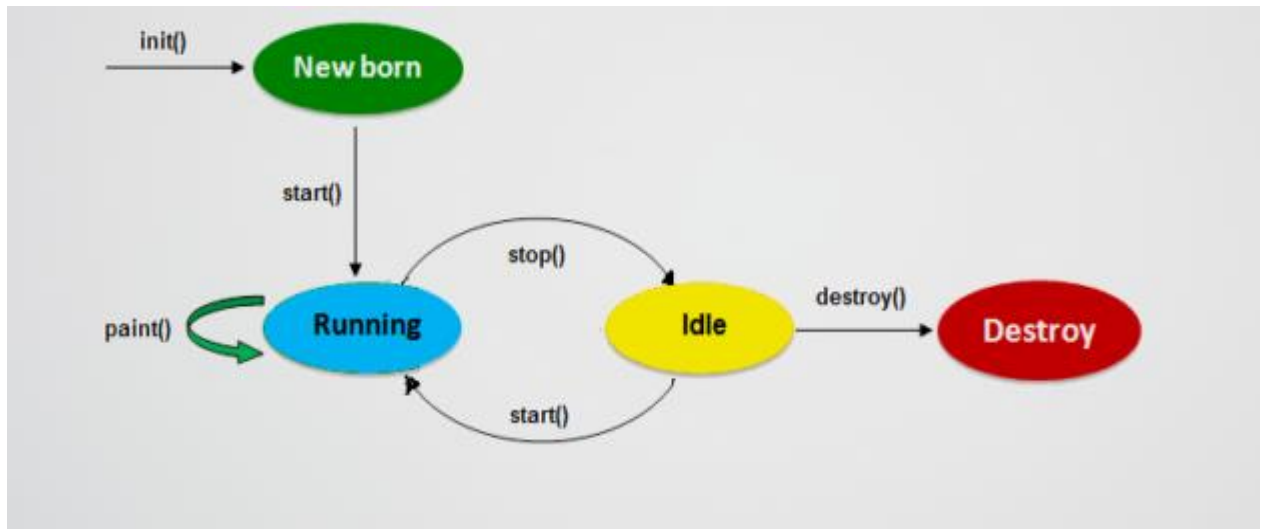 init()
New born
start()
stop()
destroy()
paint()
Running
Idle
Destroy
start()